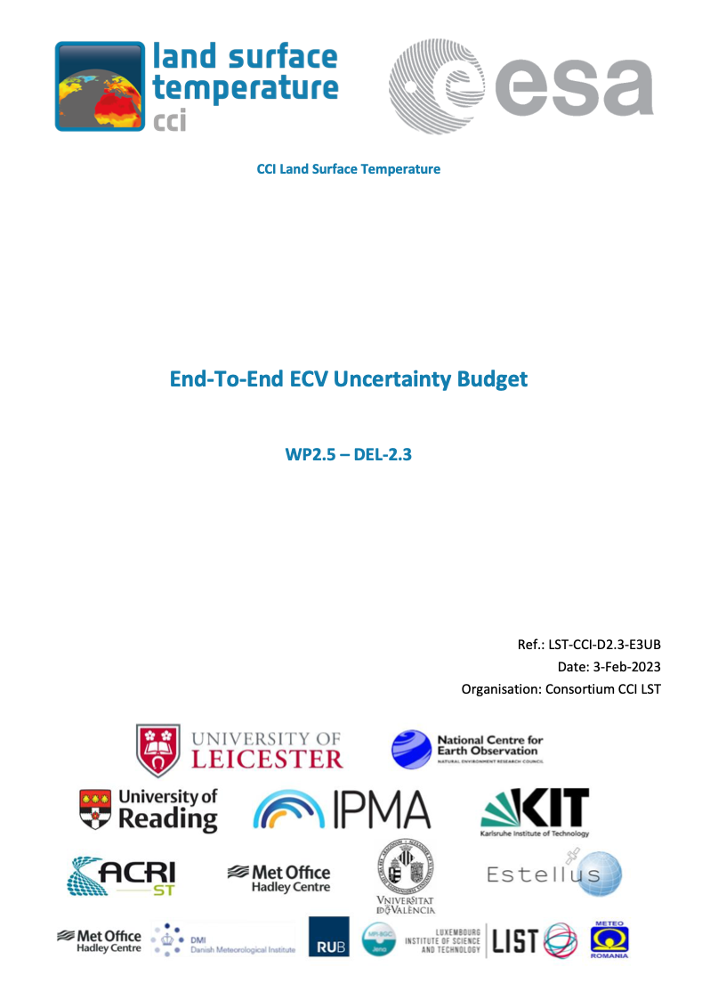 land surface
temperature
cci
esa
CCI Land Surface Temperature
End-To-End ECV Uncertainty Budget
WP2.5 – DEL-2.3
Ref.: LST-CCI-D2.3-E3UB
Date: 3-Feb-2023
Organisation: Consortium CCI LST
UNIVERSITY OF
LEICESTER
National Centre for
Earth Observation
NATURAL ENVIRONMENT RESEARCH COUNCIL
University of
Reading
IPMA
KIT
Karlsruhe Institute of Technology
ACRI
ST
Met Office
Hadley Centre
VNIVERSITAT
ID VALÈNCIA
Estellus
Met Office
Hadley Centre
DMI
Danish Meteorological Institute
RUB
MPI-BGC
Jena
LUXEMBOURG
INSTITUTE OF SCIENCE
AND TECHNOLOGY
LIST
METEO
ROMANIA